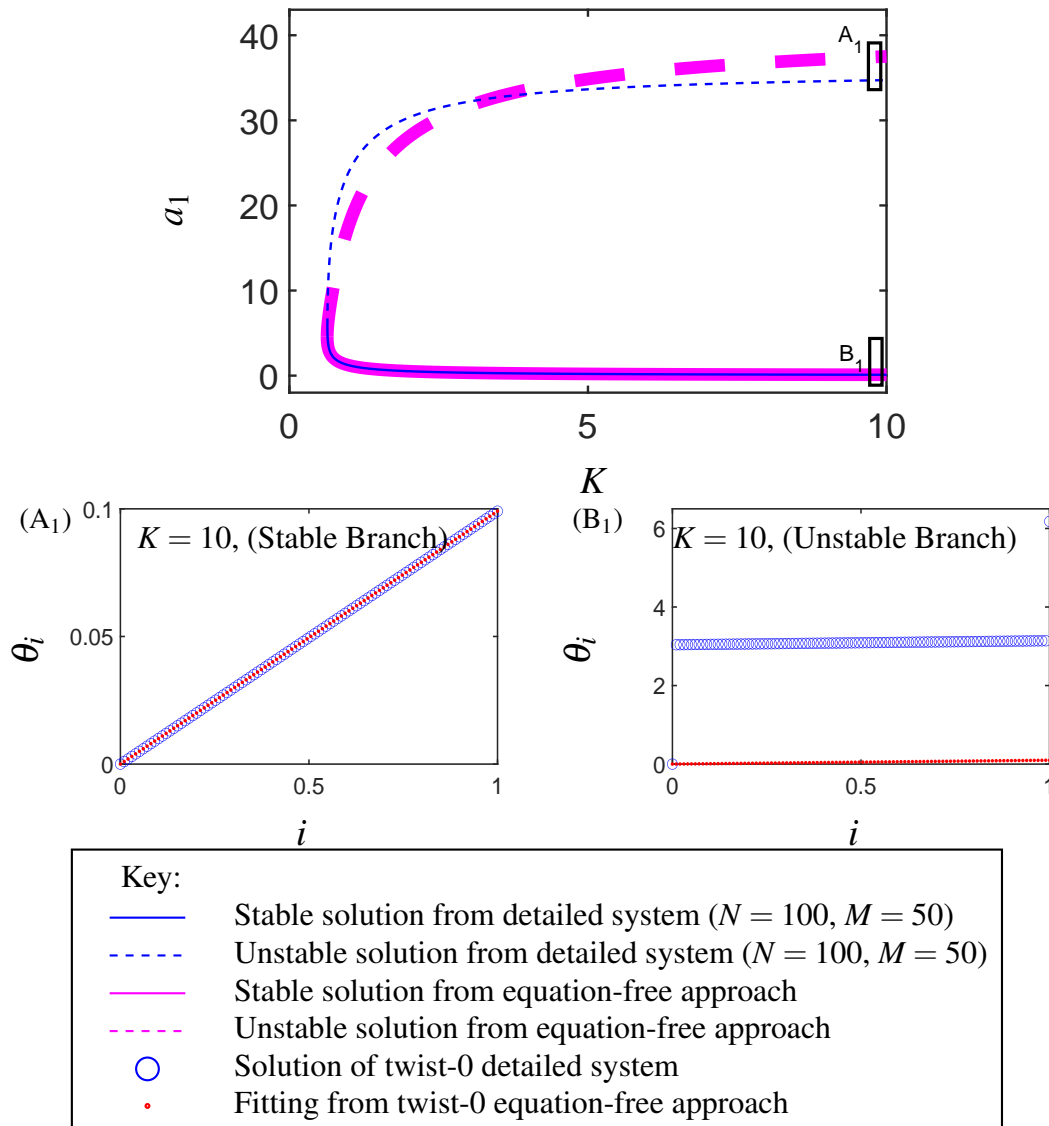 40
30
20
10
0
a₁
A₁
B₁
0 5 10
K
(A₁)
K = 10, (Stable Branch)
0.1
0.05
0
θᵢ
0 0.5 1
i
(B₁)
K = 10, (Unstable Branch)
6
4
2
0
θᵢ
0 0.5 1
i
Key:
Stable solution from detailed system (N = 100, M = 50)
Unstable solution from detailed system (N = 100, M = 50)
Stable solution from equation-free approach
Unstable solution from equation-free approach
Solution of twist-0 detailed system
Fitting from twist-0 equation-free approach